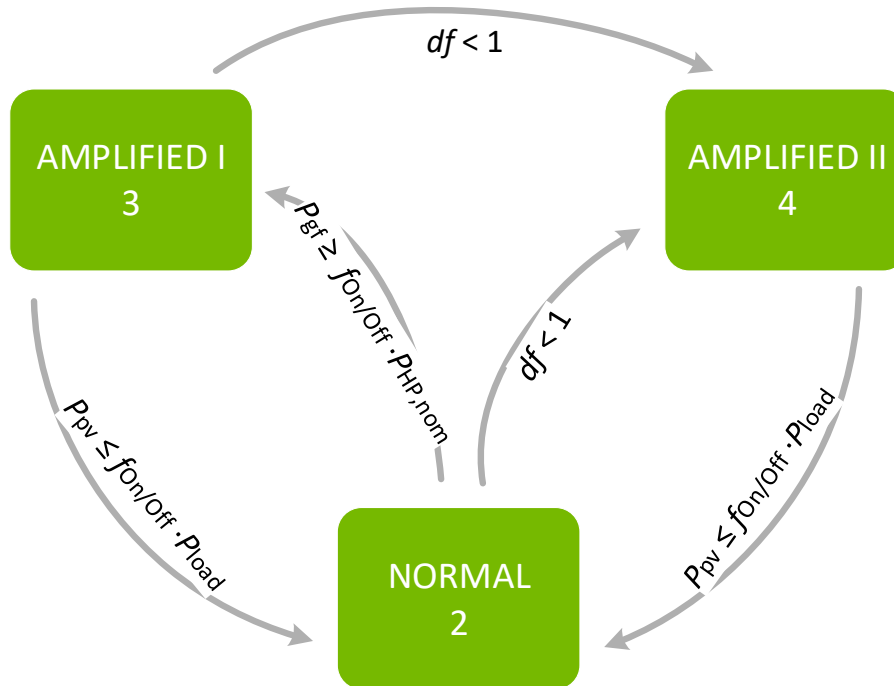 df < 1
AMPLIFIED I
3
AMPLIFIED II
4
Pgf ≥ fOn/Off · PHP,nom
df < 1
Ppv ≤ fOn/Off · Pload
Ppv ≤ fOn/Off · Pload
NORMAL
2